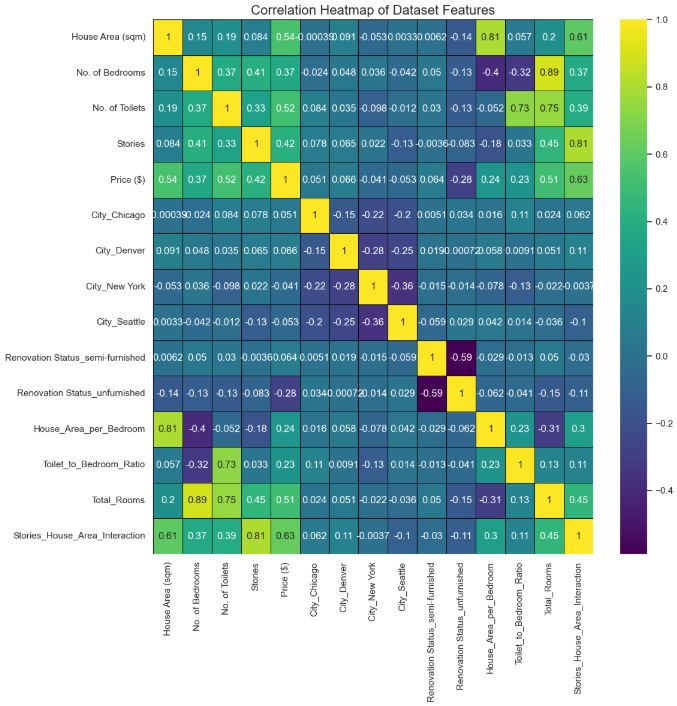 Correlation Heatmap of Dataset Features
House Area (sqm) 1 0.15 0.19 0.084 0.54 -0.00039 0.091 -0.053 0.0033 0.0062 -0.14 0.81 0.057 0.2 0.61
No. of Bedrooms 0.15 1 0.37 0.41 0.37 -0.024 0.048 0.036 -0.042 0.05 -0.13 -0.4 -0.32 0.89 0.37
No. of Toilets 0.19 0.37 1 0.33 0.52 0.084 0.035 -0.098 -0.012 0.03 -0.13 -0.052 0.73 0.75 0.39
Stories 0.084 0.41 0.33 1 0.42 0.078 0.065 0.022 -0.13 -0.0036 -0.083 -0.18 0.033 0.45 0.81
Price ($) 0.54 0.37 0.52 0.42 1 0.051 0.066 -0.041 -0.053 0.064 -0.28 0.24 0.23 0.51 0.63
City_Chicago 0.00039 -0.024 0.084 0.078 0.051 1 -0.15 -0.22 -0.2 0.0051 0.034 0.016 0.11 0.024 0.062
City_Denver 0.091 0.048 0.035 0.065 0.066 -0.15 1 -0.28 -0.25 0.019 0.00072 0.058 0.0091 0.051 0.11
City_New York -0.053 0.036 -0.098 0.022 -0.041 -0.22 -0.28 1 -0.36 -0.015 -0.014 -0.078 -0.13 -0.022 -0.0037
City_Seattle 0.0033 -0.042 -0.012 -0.13 -0.053 -0.2 -0.25 -0.36 1 -0.059 0.029 0.042 0.014 -0.036 -0.1
Renovation Status_semi-furnished 0.0062 0.05 0.03 -0.0036 0.064 0.0051 0.019 -0.015 -0.059 1 -0.59 -0.029 -0.013 0.05 -0.03
Renovation Status_unfurnished -0.14 -0.13 -0.13 -0.083 -0.28 0.034 0.00072 -0.014 0.029 -0.59 1 -0.062 -0.041 -0.15 -0.11
House_Area_per_Bedroom 0.81 -0.4 -0.052 -0.18 0.24 0.016 0.058 -0.078 0.042 -0.029 -0.062 1 0.23 -0.31 0.3
Toilet_to_Bedroom_Ratio 0.057 -0.32 0.73 0.033 0.23 0.11 0.0091 -0.13 0.014 -0.013 -0.041 0.23 1 0.13 0.11
Total_Rooms 0.2 0.89 0.75 0.45 0.51 0.024 0.051 -0.022 -0.036 0.05 -0.15 -0.31 0.13 1 0.45
Stories_House_Area_Interaction 0.61 0.37 0.39 0.81 0.63 0.062 0.11 -0.0037 -0.1 -0.03 -0.11 0.3 0.11 0.45 1
House Area (sqm)
No. of Bedrooms
No. of Toilets
Stories
Price ($)
City_Chicago
City_Denver
City_New York
City_Seattle
Renovation Status_semi-furnished
Renovation Status_unfurnished
House_Area_per_Bedroom
Toilet_to_Bedroom_Ratio
Total_Rooms
Stories_House_Area_Interaction
1.0
0.8
0.6
0.4
0.2
0.0
−0.2
−0.4